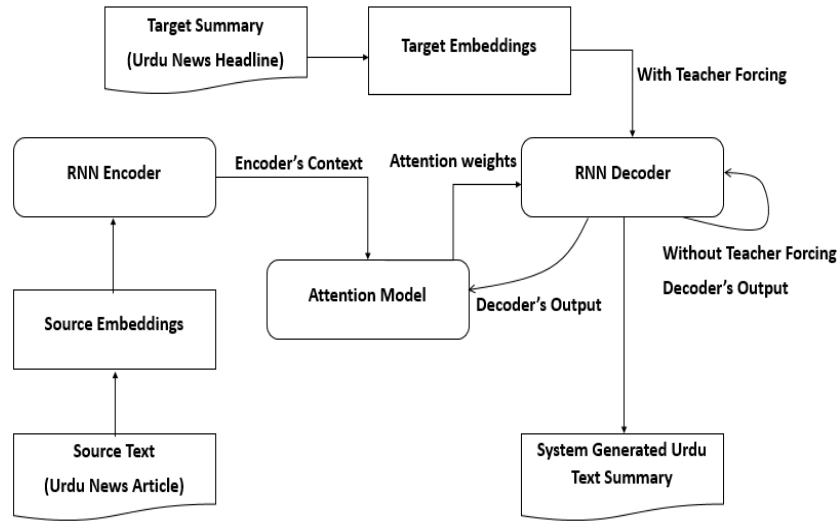 Target Summary
(Urdu News Headline)
Target Embeddings
With Teacher Forcing
RNN Encoder
Encoder's Context
Attention weights
RNN Decoder
Without Teacher Forcing
Decoder's Output
Attention Model
Decoder's Output
Source Embeddings
Source Text
(Urdu News Article)
System Generated Urdu
Text Summary